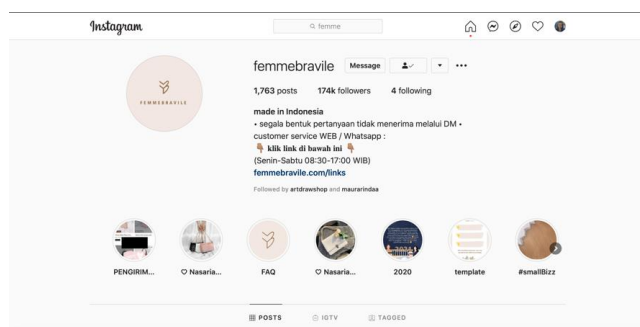 Instagram
femme
FEMMEBRAVILE
femmebravile Message
1,763 posts 174k followers 4 following
made in Indonesia
• segala bentuk pertanyaan tidak menerima melalui DM •
customer service WEB / Whatsapp :
👇🏽 klik link di bawah ini 👇🏽
(Senin-Sabtu 08:30-17:00 WIB)
femmebravile.com/links
Followed by artdrawshop and maurarindaa
PENGIRIM... ♡ Nasaria... FAQ ♡ Nasaria... 2020 template #smallBizz
POSTS IGTV TAGGED